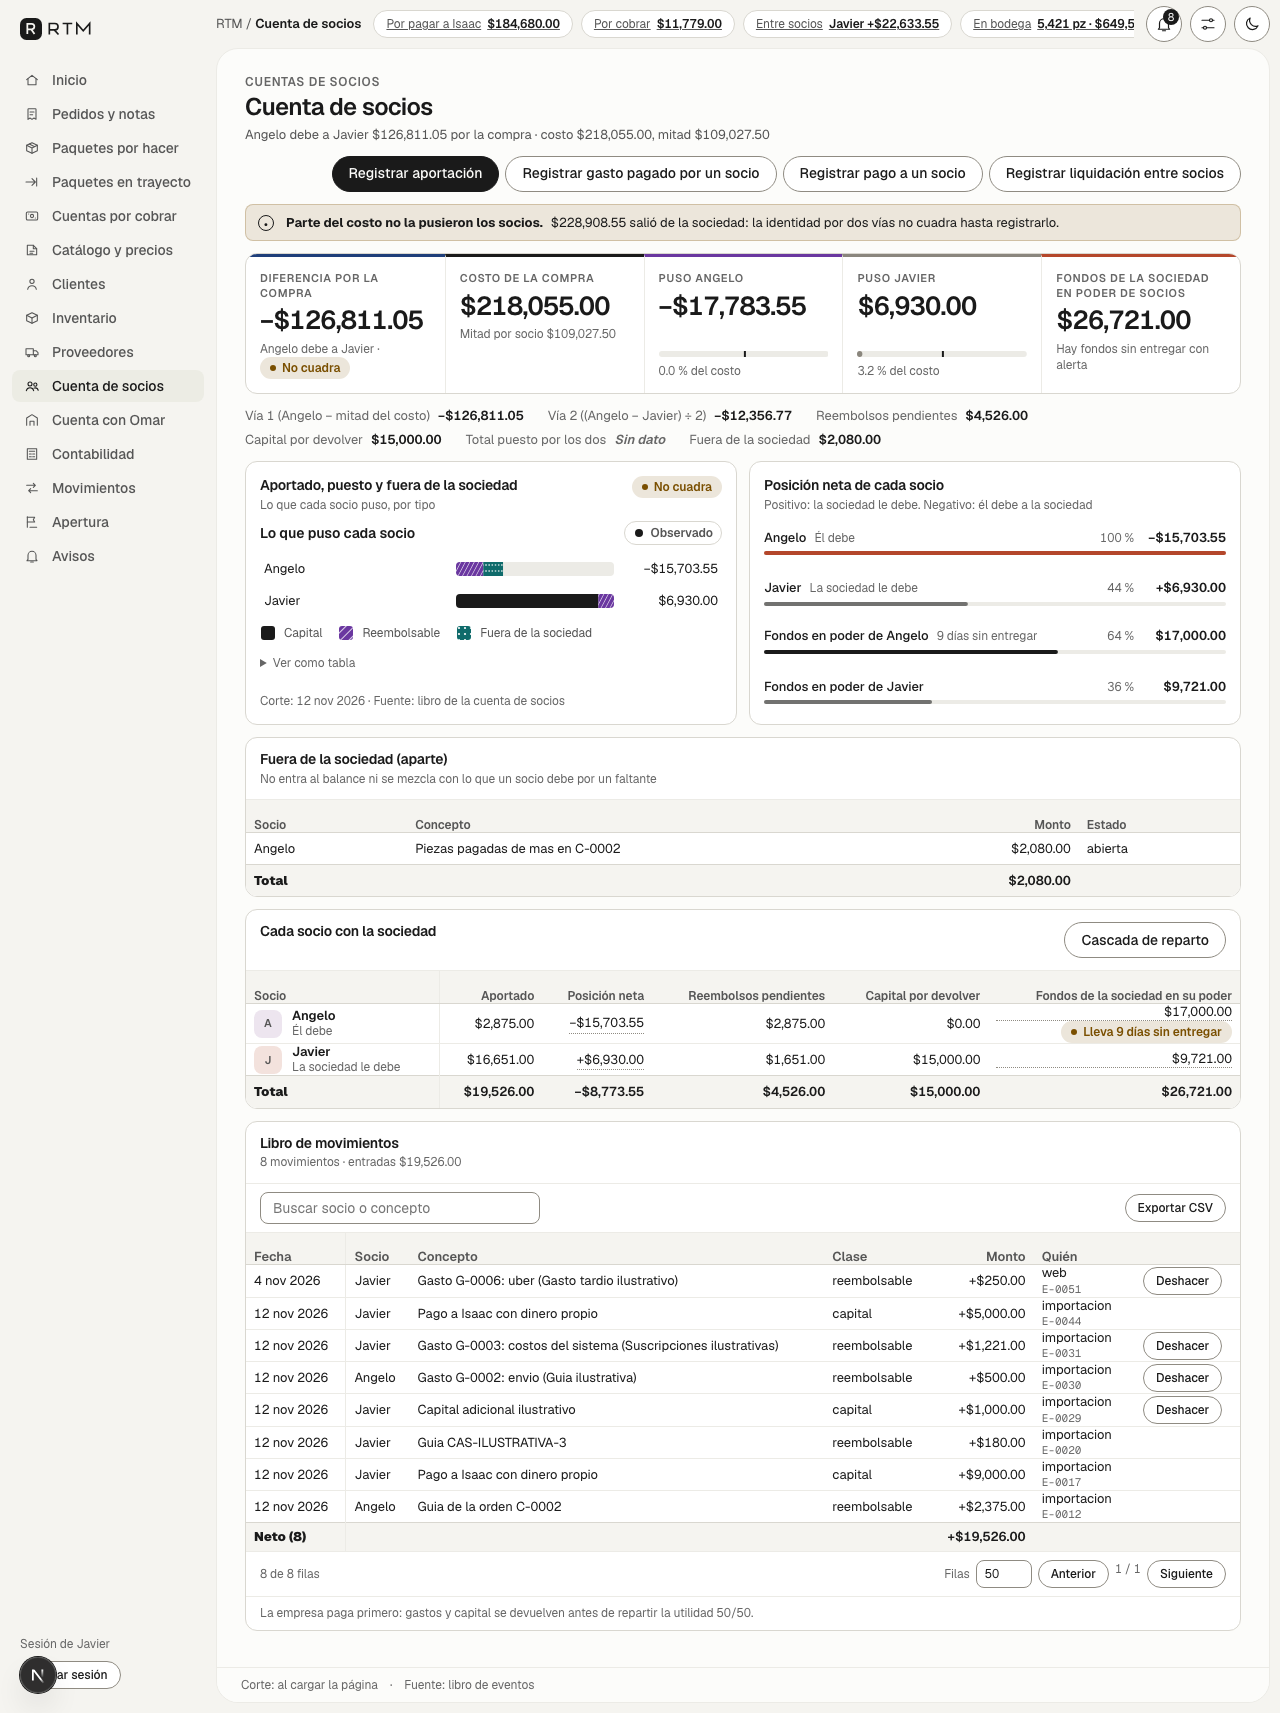 R RTM
RTM / Cuenta de socios
Por pagar a Isaac $184,680.00
Por cobrar $11,779.00
Entre socios Javier +$22,633.55
En bodega 5,421 pz · $649,5
8
Inicio
Pedidos y notas
Paquetes por hacer
Paquetes en trayecto
Cuentas por cobrar
Catálogo y precios
Clientes
Inventario
Proveedores
Cuenta de socios
Cuenta con Omar
Contabilidad
Movimientos
Apertura
Avisos
Sesión de Javier
N ar sesión
CUENTAS DE SOCIOS
Cuenta de socios
Angelo debe a Javier $126,811.05 por la compra · costo $218,055.00, mitad $109,027.50
Registrar aportación
Registrar gasto pagado por un socio
Registrar pago a un socio
Registrar liquidación entre socios
Parte del costo no la pusieron los socios. $228,908.55 salió de la sociedad: la identidad por dos vías no cuadra hasta registrarlo.
DIFERENCIA POR LA
COMPRA
−$126,811.05
Angelo debe a Javier ·
No cuadra
COSTO DE LA COMPRA
$218,055.00
Mitad por socio $109,027.50
PUSO ANGELO
−$17,783.55
0.0 % del costo
PUSO JAVIER
$6,930.00
3.2 % del costo
FONDOS DE LA SOCIEDAD
EN PODER DE SOCIOS
$26,721.00
Hay fondos sin entregar con
alerta
Vía 1 (Angelo − mitad del costo) −$126,811.05 Vía 2 ((Angelo − Javier) ÷ 2) −$12,356.77 Reembolsos pendientes $4,526.00
Capital por devolver $15,000.00 Total puesto por los dos Sin dato Fuera de la sociedad $2,080.00
Aportado, puesto y fuera de la sociedad No cuadra
Lo que cada socio puso, por tipo
Lo que puso cada socio Observado
Angelo −$15,703.55
Javier $6,930.00
Capital Reembolsable Fuera de la sociedad
Ver como tabla
Corte: 12 nov 2026 · Fuente: libro de la cuenta de socios
Posición neta de cada socio
Positivo: la sociedad le debe. Negativo: él debe a la sociedad
Angelo Él debe 100 % −$15,703.55
Javier La sociedad le debe 44 % +$6,930.00
Fondos en poder de Angelo 9 días sin entregar 64 % $17,000.00
Fondos en poder de Javier 36 % $9,721.00
Fuera de la sociedad (aparte)
No entra al balance ni se mezcla con lo que un socio debe por un faltante
Socio Concepto Monto Estado
Angelo Piezas pagadas de mas en C-0002 $2,080.00 abierta
Total $2,080.00
Cada socio con la sociedad
Cascada de reparto
Socio Aportado Posición neta Reembolsos pendientes Capital por devolver Fondos de la sociedad en su poder
A Angelo Él debe $2,875.00 −$15,703.55 $2,875.00 $0.00 $17,000.00 Lleva 9 días sin entregar
J Javier La sociedad le debe $16,651.00 +$6,930.00 $1,651.00 $15,000.00 $9,721.00
Total $19,526.00 −$8,773.55 $4,526.00 $15,000.00 $26,721.00
Libro de movimientos
8 movimientos · entradas $19,526.00
Buscar socio o concepto
Exportar CSV
Fecha Socio Concepto Clase Monto Quién
4 nov 2026 Javier Gasto G-0006: uber (Gasto tardio ilustrativo) reembolsable +$250.00 web E-0051 Deshacer
12 nov 2026 Javier Pago a Isaac con dinero propio capital +$5,000.00 importacion E-0044
12 nov 2026 Javier Gasto G-0003: costos del sistema (Suscripciones ilustrativas) reembolsable +$1,221.00 importacion E-0031 Deshacer
12 nov 2026 Angelo Gasto G-0002: envio (Guia ilustrativa) reembolsable +$500.00 importacion E-0030 Deshacer
12 nov 2026 Javier Capital adicional ilustrativo capital +$1,000.00 importacion E-0029 Deshacer
12 nov 2026 Javier Guia CAS-ILUSTRATIVA-3 reembolsable +$180.00 importacion E-0020
12 nov 2026 Javier Pago a Isaac con dinero propio capital +$9,000.00 importacion E-0017
12 nov 2026 Angelo Guia de la orden C-0002 reembolsable +$2,375.00 importacion E-0012
Neto (8) +$19,526.00
8 de 8 filas Filas 50 Anterior 1 / 1 Siguiente
La empresa paga primero: gastos y capital se devuelven antes de repartir la utilidad 50/50.
Corte: al cargar la página · Fuente: libro de eventos